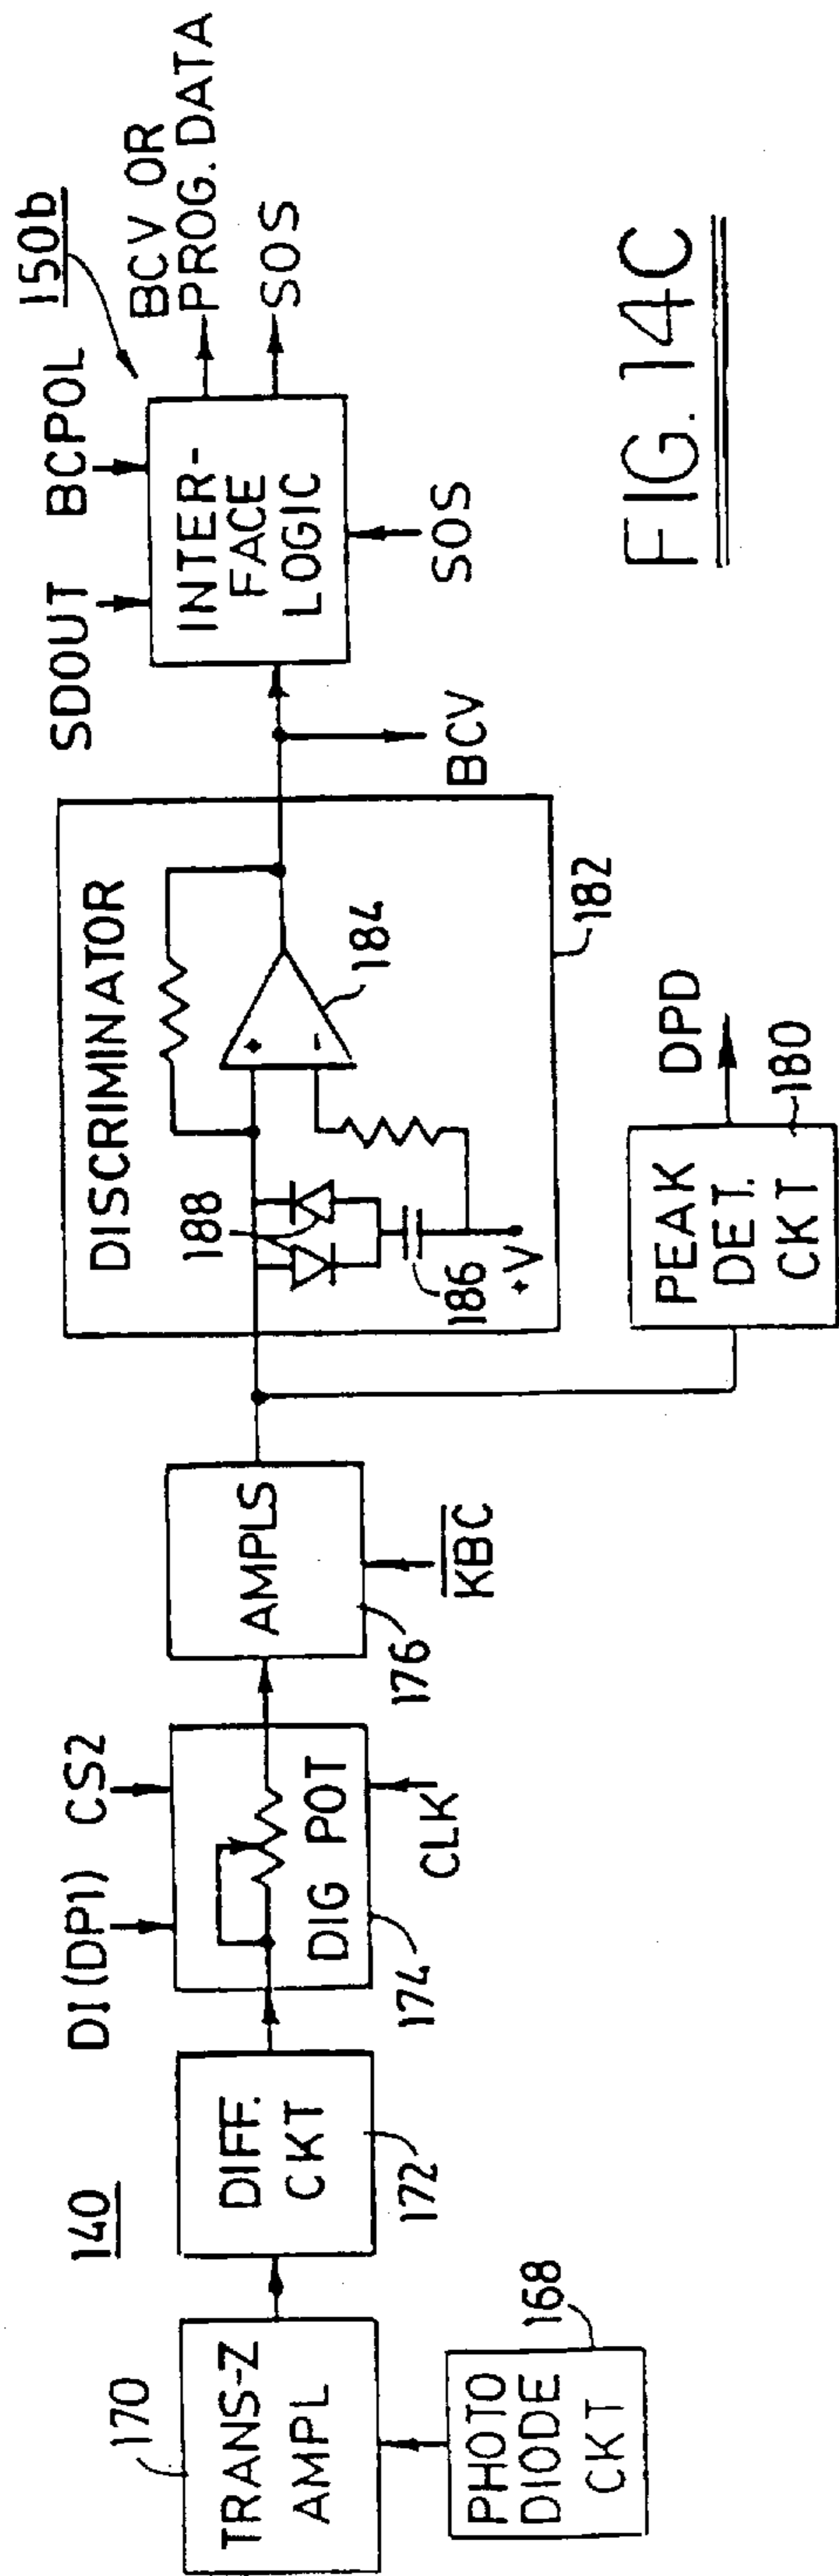 140
170
TRANS-Z
AMPL
PHOTO
DIODE
CKT
168
DIFF.
CKT
172
DI(DP1)
CS2
DIG POT
174
CLK
AMPLS
176
KBC
DISCRIMINATOR
188
186
+V
+
-
184
182
PEAK
DET.
CKT
180
DPD
BCV
SDOUT
BCPOL
150b
INTER-
FACE
LOGIC
SOS
BCV OR
PROG. DATA
SOS
FIG. 14C